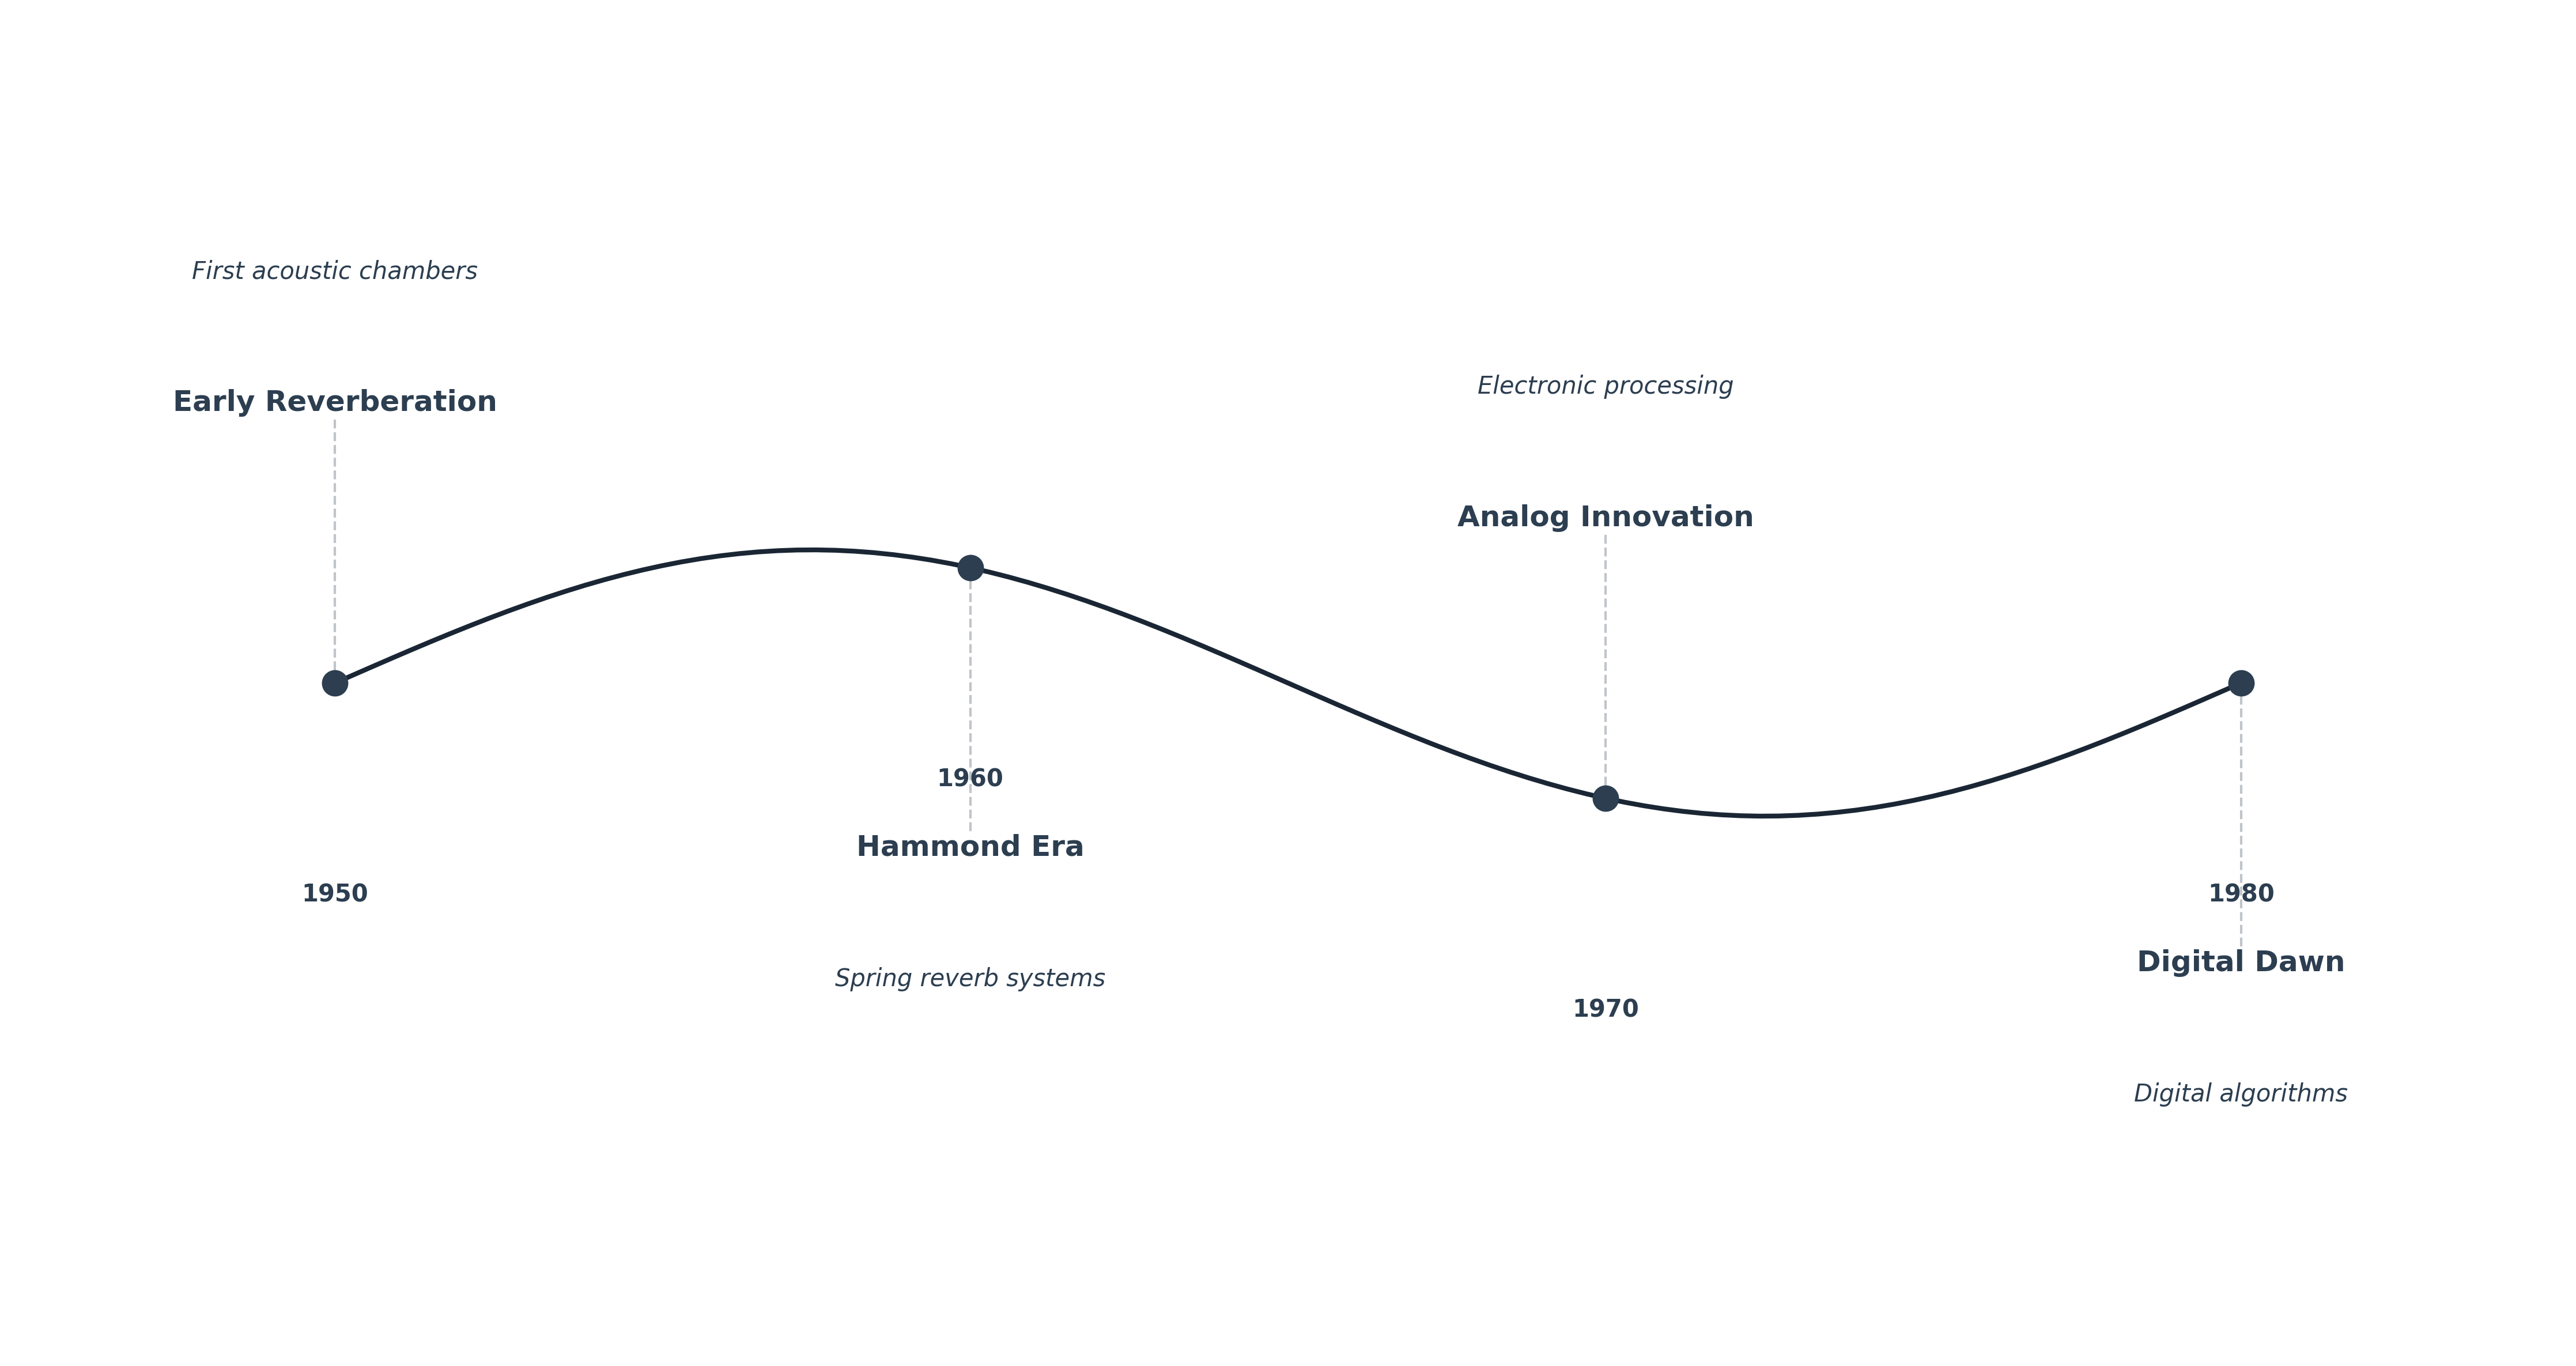 First acoustic chambers
Early Reverberation
1950
1960
Hammond Era
Spring reverb systems
Electronic processing
Analog Innovation
1970
1980
Digital Dawn
Digital algorithms